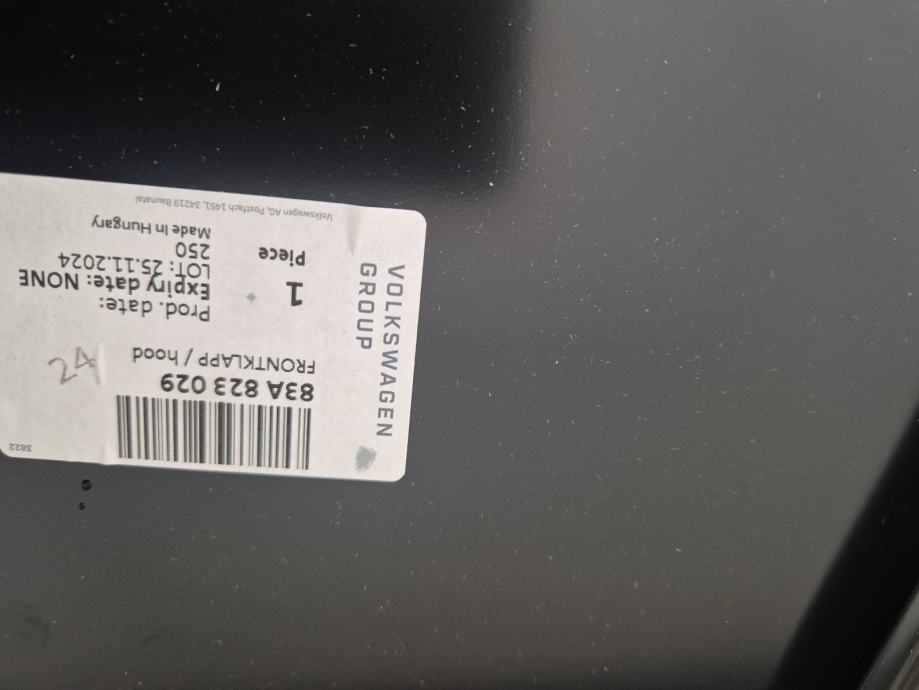 3822
83A 823 029
FRONTKLAPP / hood
24
Prod. date:
Expiry date: NONE
LOT: 25.11.2024
250
Made In Hungary
1
Piece
VOLKSWAGEN
GROUP
Volkswagen AG, Postfach 1451, 34219 Baunatal